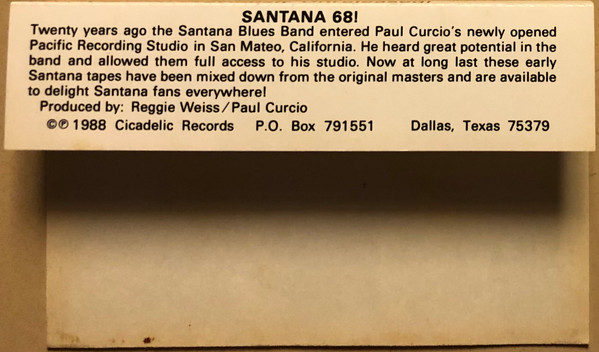 SANTANA 68!
Twenty years ago the Santana Blues Band entered Paul Curcio's newly opened
Pacific Recording Studio in San Mateo, California. He heard great potential in the
band and allowed them full access to his studio. Now at long last these early
Santana tapes have been mixed down from the original masters and are available
to delight Santana fans everywhere!
Produced by: Reggie Weiss/Paul Curcio
©℗ 1988 Cicadelic Records P.O. Box 791551 Dallas, Texas 75379